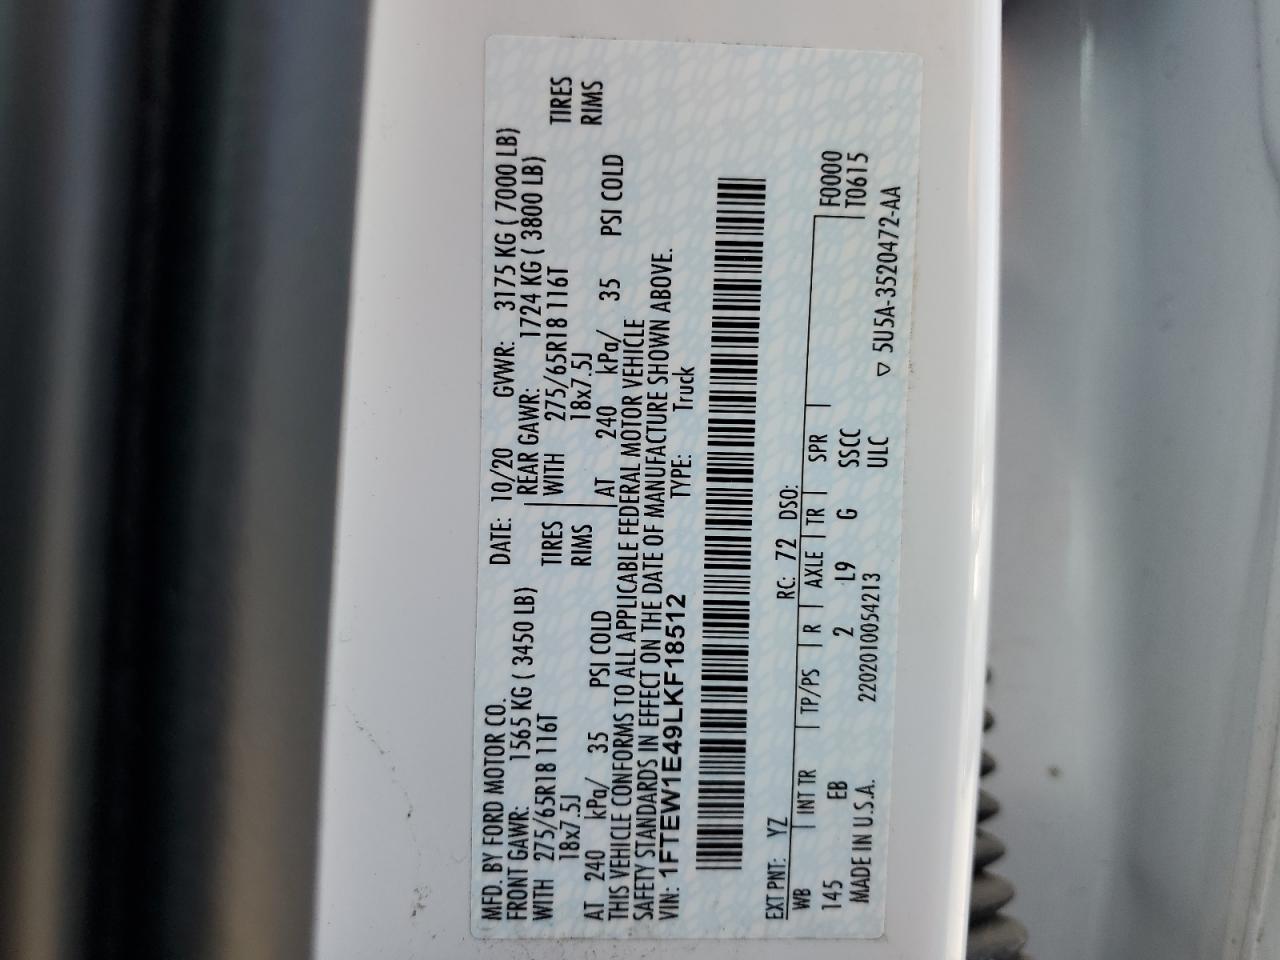 MFD. BY FORD MOTOR CO. DATE: 10/20 GVWR: 3175 KG ( 7000 LB)
FRONT GAWR: 1565 KG ( 3450 LB) REAR GAWR: 1724 KG ( 3800 LB)
WITH 275/65R18 116T TIRES WITH 275/65R18 116T TIRES
18x7.5J RIMS 18x7.5J RIMS
AT 240 kPa/ 35 PSI COLD AT 240 kPa/ 35 PSI COLD
THIS VEHICLE CONFORMS TO ALL APPLICABLE FEDERAL MOTOR VEHICLE
SAFETY STANDARDS IN EFFECT ON THE DATE OF MANUFACTURE SHOWN ABOVE.
VIN: 1FTEW1E49LKF18512 TYPE: Truck
EXT PNT: YZ RC: 72 DSO:
WB INT TR TP/PS R AXLE TR SPR F0000
145 EB 2 L9 G SSCC T0615
MADE IN U.S.A. 2202010054213 ULC
▽ 5U5A-3520472-AA